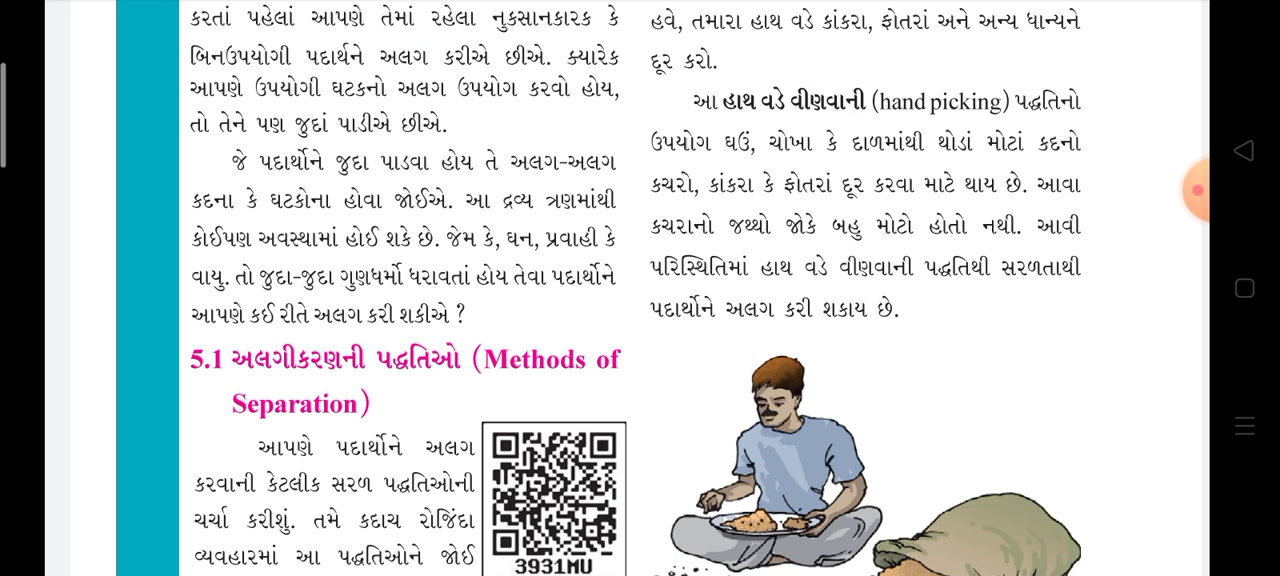 કરતાં પહેલાં આપણે તેમાં રહેલા નુકસાનકારક કે
બિનઉપયોગી પદાર્થને અલગ કરીએ છીએ. ક્યારેક
આપણે ઉપયોગી ઘટકનો અલગ ઉપયોગ કરવો હોય,
તો તેને પણ જુદાં પાડીએ છીએ.
જે પદાર્થોને જુદા પાડવા હોય તે અલગ-અલગ
કદના કે ઘટકોના હોવા જોઈએ. આ દ્રવ્ય ત્રણમાંથી
કોઈપણ અવસ્થામાં હોઈ શકે છે. જેમ કે, ઘન, પ્રવાહી કે
વાયુ. તો જુદા-જુદા ગુણધર્મો ધરાવતાં હોય તેવા પદાર્થોને
આપણે કઈ રીતે અલગ કરી શકીએ ?
5.1 અલગીકરણની પદ્ધતિઓ (Methods of
Separation)
આપણે પદાર્થોને અલગ
કરવાની કેટલીક સરળ પદ્ધતિઓની
ચર્ચા કરીશું. તમે કદાચ રોજિંદા
વ્યવહારમાં આ પદ્ધતિઓને જોઈ
3931MU
હવે, તમારા હાથ વડે કાંકરા, ફોતરાં અને અન્ય ધાન્યને
દૂર કરો.
આ હાથ વડે વીણવાની (hand picking) પદ્ધતિનો
ઉપયોગ ઘઉં, ચોખા કે દાળમાંથી થોડાં મોટાં કદનો
કચરો, કાંકરા કે ફોતરાં દૂર કરવા માટે થાય છે. આવા
કચરાનો જથ્થો જોકે બહુ મોટો હોતો નથી. આવી
પરિસ્થિતિમાં હાથ વડે વીણવાની પદ્ધતિથી સરળતાથી
પદાર્થોને અલગ કરી શકાય છે.